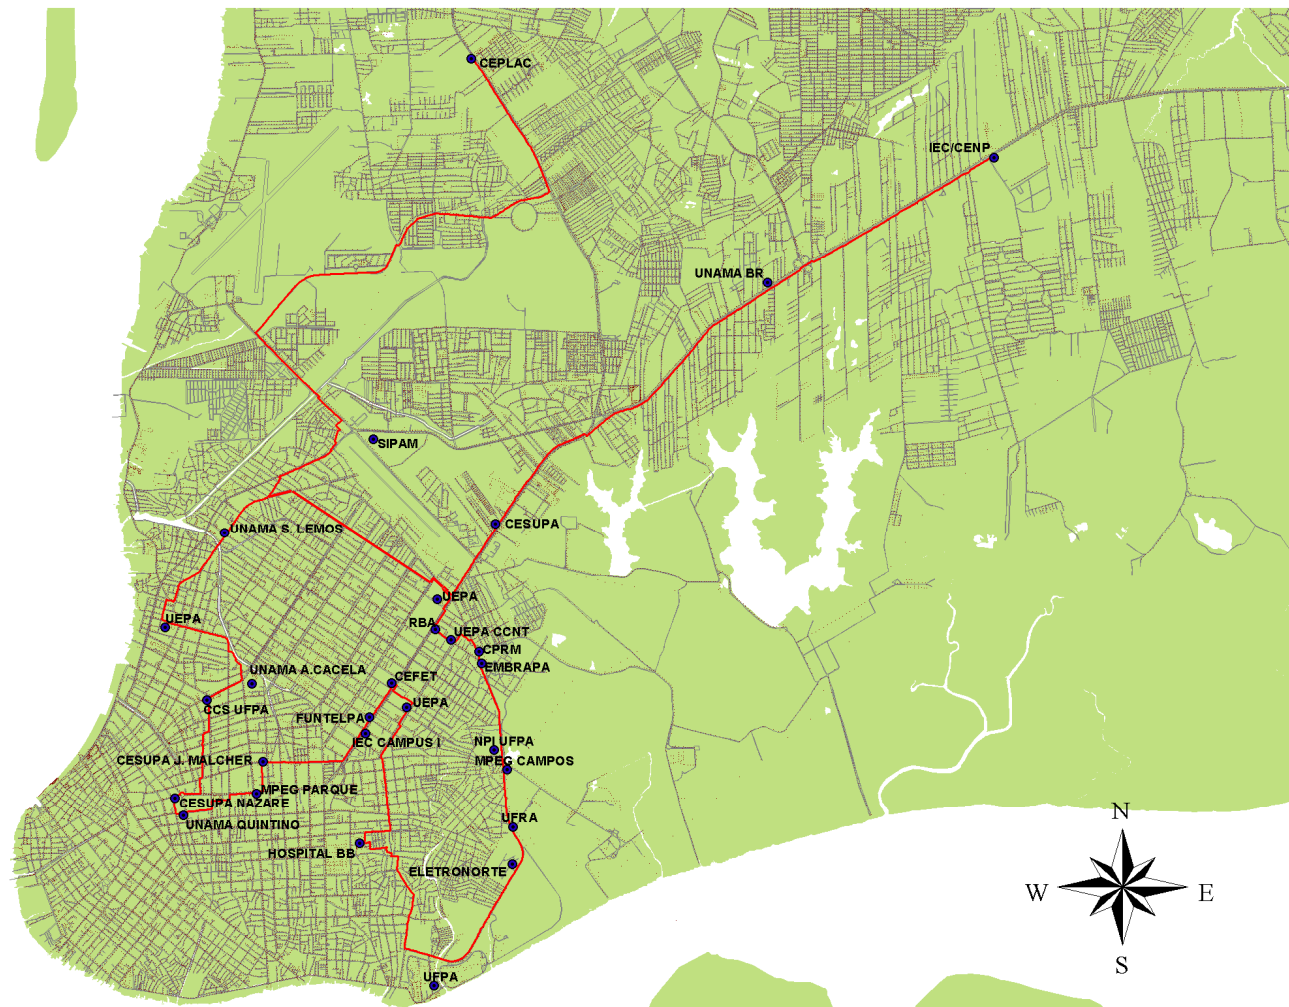 CEPLAC
IEC/CENP
UNAMA BR
SIPAM
CESUPA
UNAMA S. LEMOS
UEPA
UEPA
RBA
UEPA CCNT
CPRM
EMBRAPA
UNAMA A.CACELA
CEFET
CCS UFPA
UEPA
FUNTELPA
IEC CAMPUS I
NPI UFPA
CESUPA J. MALCHER
MPEG CAMPOS
MPEG PARQUE
CESUPA NAZARE
UNAMA QUINTINO
UFRA
HOSPITAL BB
ELETRONORTE
UFPA
N
W
E
S